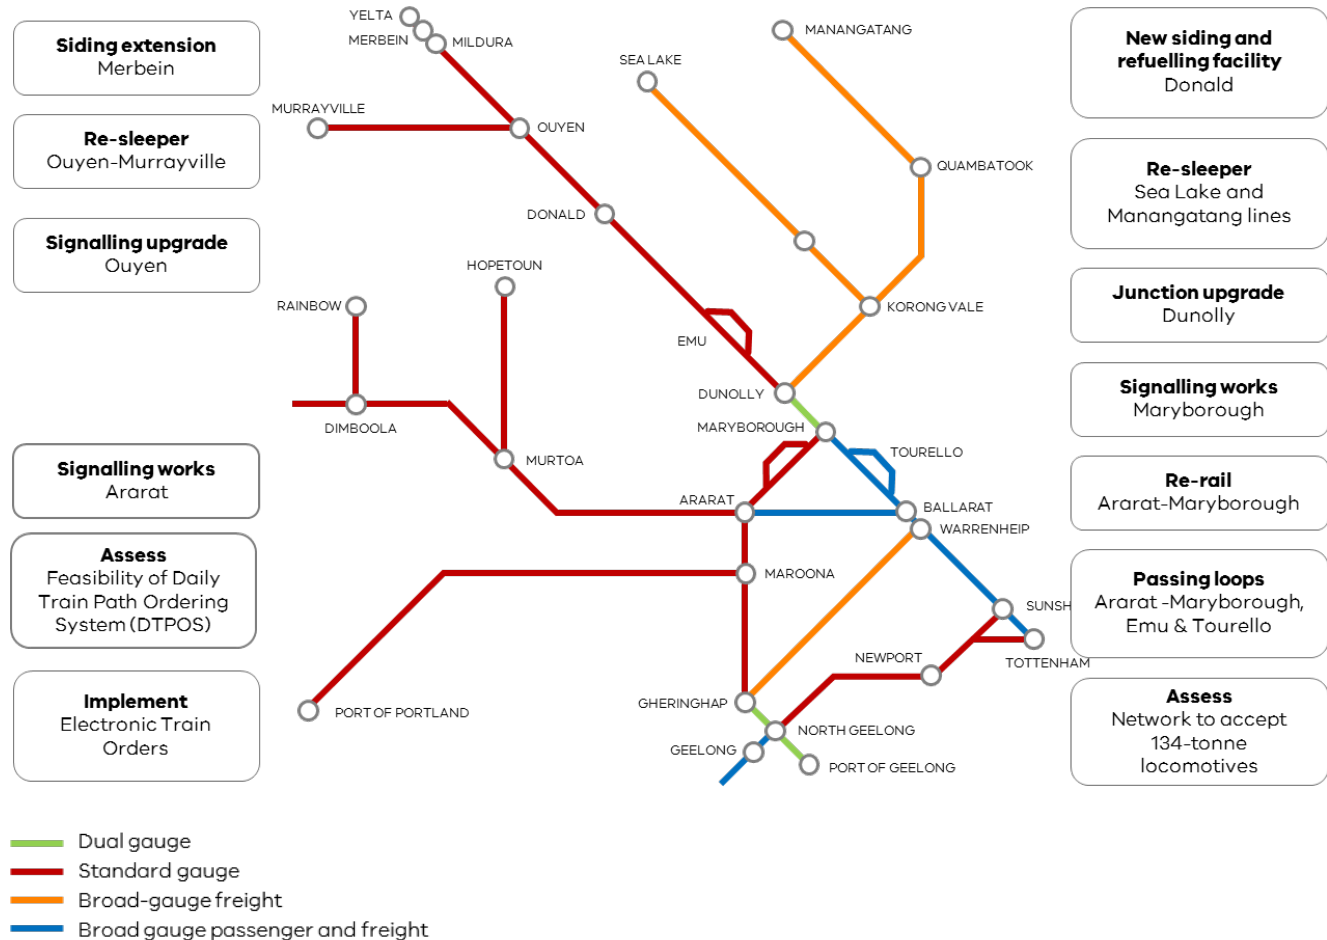 Siding extension
Merbein
Re-sleeper
Ouyen-Murrayville
Signalling upgrade
Ouyen
Signalling works
Ararat
Assess
Feasibility of Daily
Train Path Ordering
System (DTPOS)
Implement
Electronic Train
Orders
YELTA
MERBEIN
MILDURA
MURRAYVILLE
OUYEN
DONALD
HOPETOUN
RAINBOW
DIMBOOLA
MURTOA
EMU
SEA LAKE
MANANGATANG
QUAMBATOOK
KORONG VALE
DUNOLLY
MARYBOROUGH
TOURELLO
ARARAT
BALLARAT
WARRENHEIP
MAROONA
SUNSH
TOTTENHAM
NEWPORT
GHERINGHAP
NORTH GEELONG
GEELONG
PORT OF GEELONG
PORT OF PORTLAND
New siding and
refuelling facility
Donald
Re-sleeper
Sea Lake and
Manangatang lines
Junction upgrade
Dunolly
Signalling works
Maryborough
Re-rail
Ararat-Maryborough
Passing loops
Ararat -Maryborough,
Emu & Tourello
Assess
Network to accept
134-tonne
locomotives
Dual gauge
Standard gauge
Broad-gauge freight
Broad gauge passenger and freight